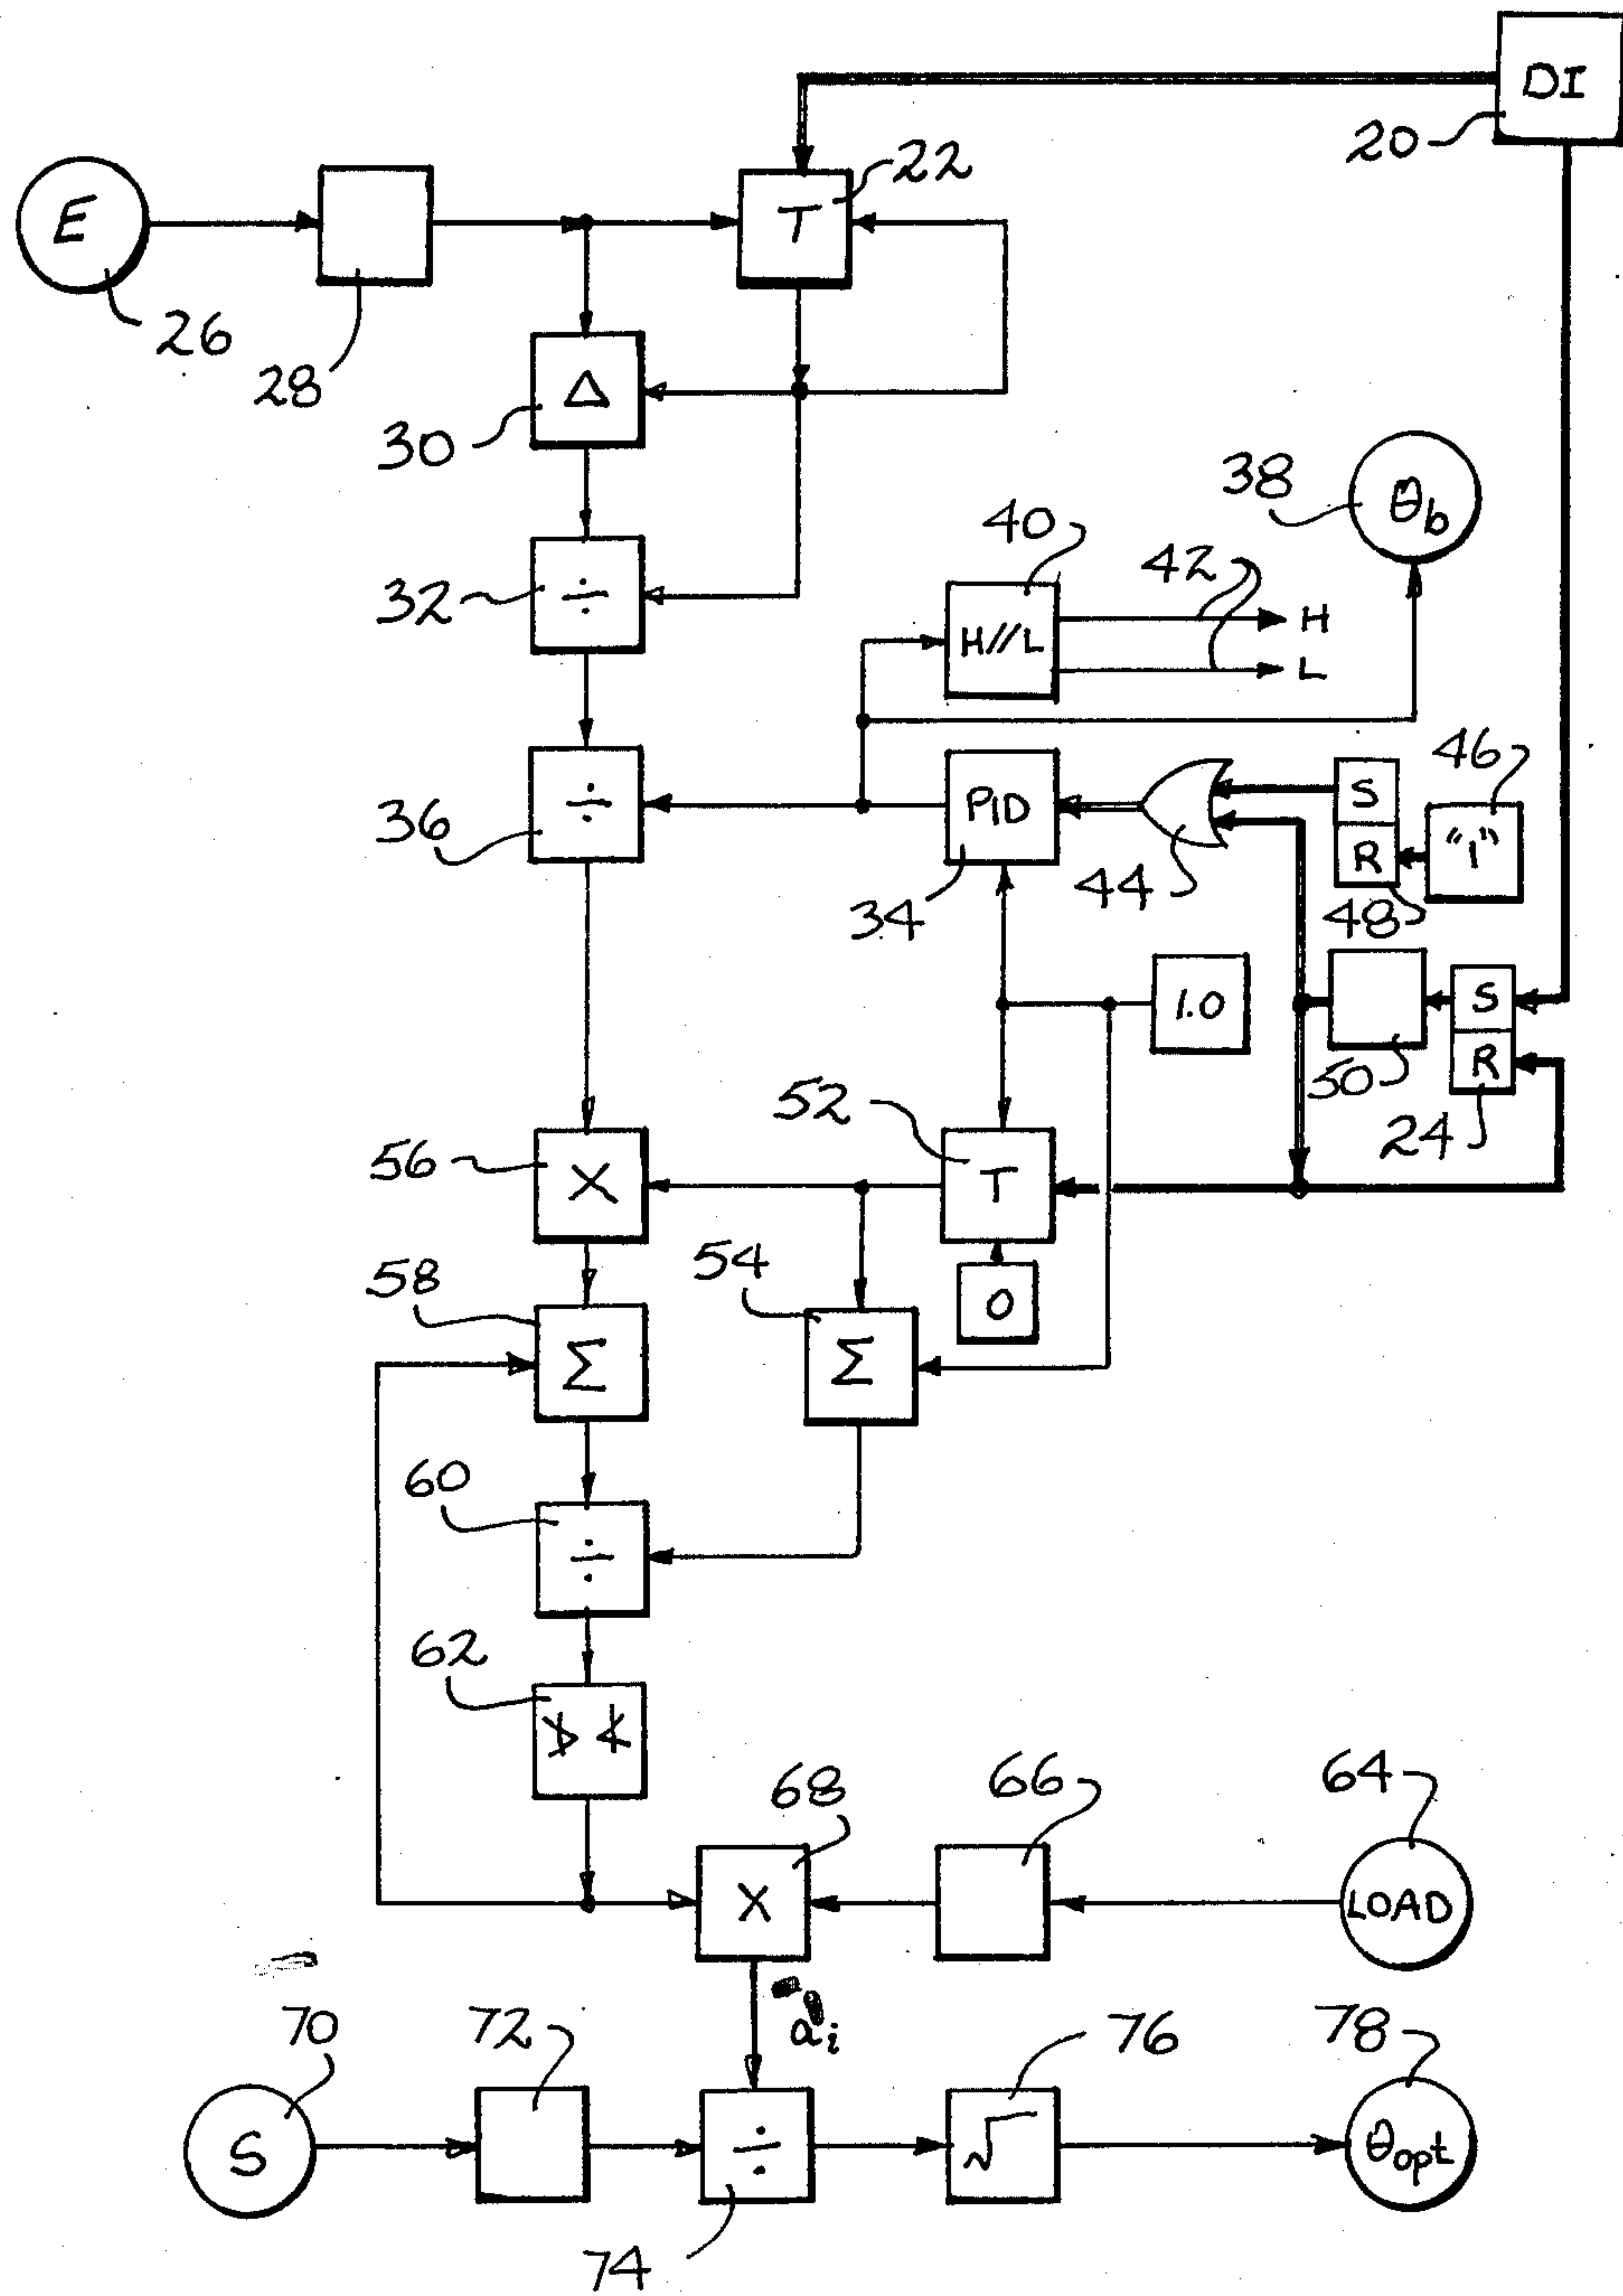 DI
20
22
E
T
26
28
Δ
30
38
θb
40
42
32
÷
H//L
H
L
46
36
÷
PID
S
R
"1"
34
44
48
1.0
S
R
50
24
52
56
X
T
54
58
0
Σ
Σ
60
÷
62
68
66
64
X
LOAD
70
72
ai
76
78
S
÷
√
θopt
74